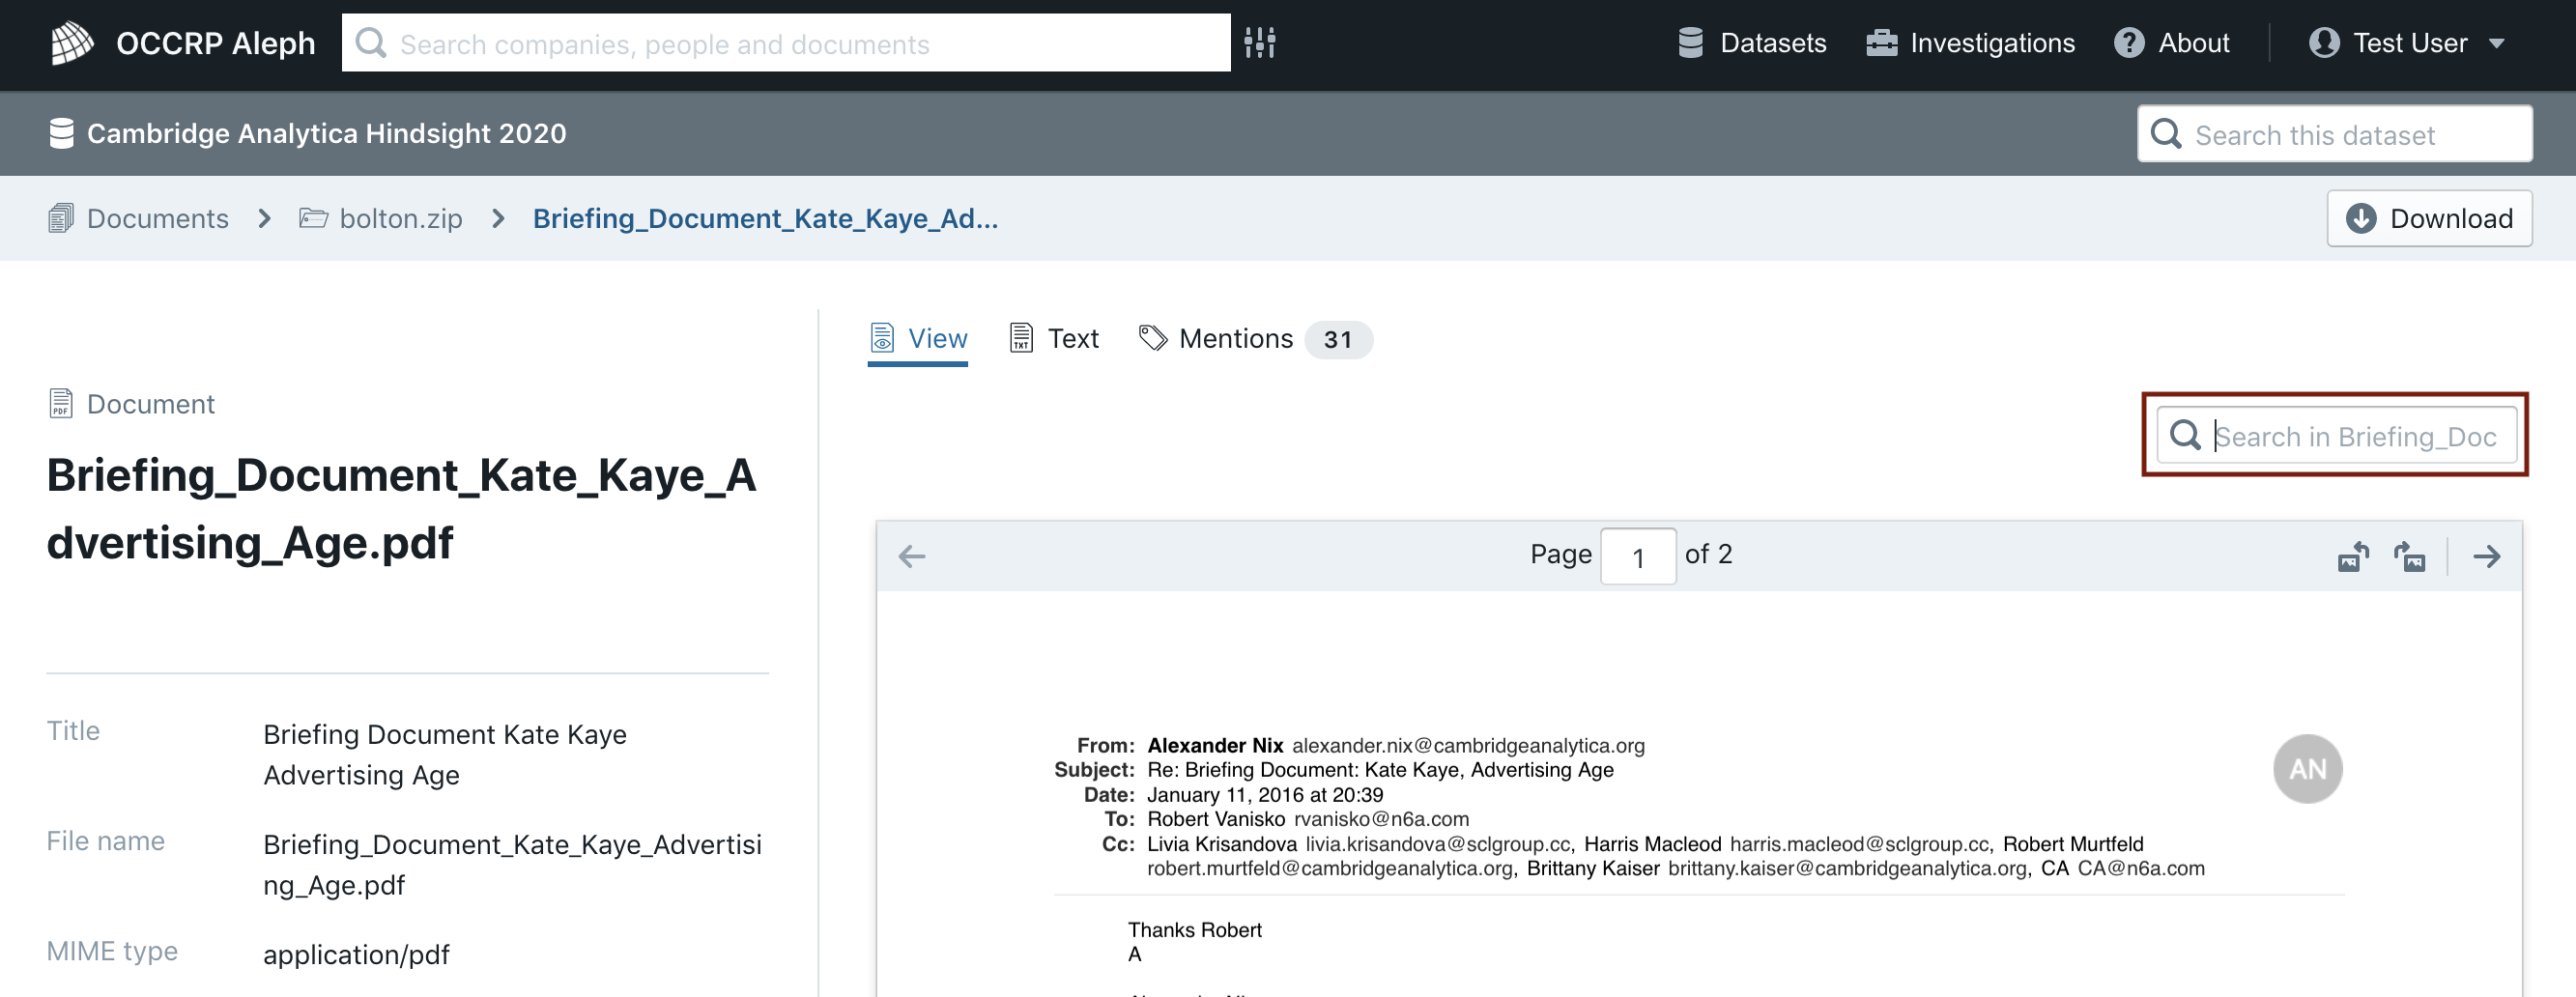 OCCRP Aleph
Search companies, people and documents
Datasets
Investigations
About
Test User
Cambridge Analytica Hindsight 2020
Search this dataset
Documents
bolton.zip
Briefing_Document_Kate_Kaye_Ad...
Download
View
Text
Mentions 31
Document
Briefing_Document_Kate_Kaye_A
dvertising_Age.pdf
Title
Briefing Document Kate Kaye
Advertising Age
File name
Briefing_Document_Kate_Kaye_Advertisi
ng_Age.pdf
MIME type
application/pdf
Search in Briefing_Doc
Page 1 of 2
From: Alexander Nix alexander.nix@cambridgeanalytica.org
Subject: Re: Briefing Document: Kate Kaye, Advertising Age
Date: January 11, 2016 at 20:39
To: Robert Vanisko rvanisko@n6a.com
Cc: Livia Krisandova livia.krisandova@sclgroup.cc, Harris Macleod harris.macleod@sclgroup.cc, Robert Murtfeld
robert.murtfeld@cambridgeanalytica.org, Brittany Kaiser brittany.kaiser@cambridgeanalytica.org, CA CA@n6a.com
AN
Thanks Robert
A